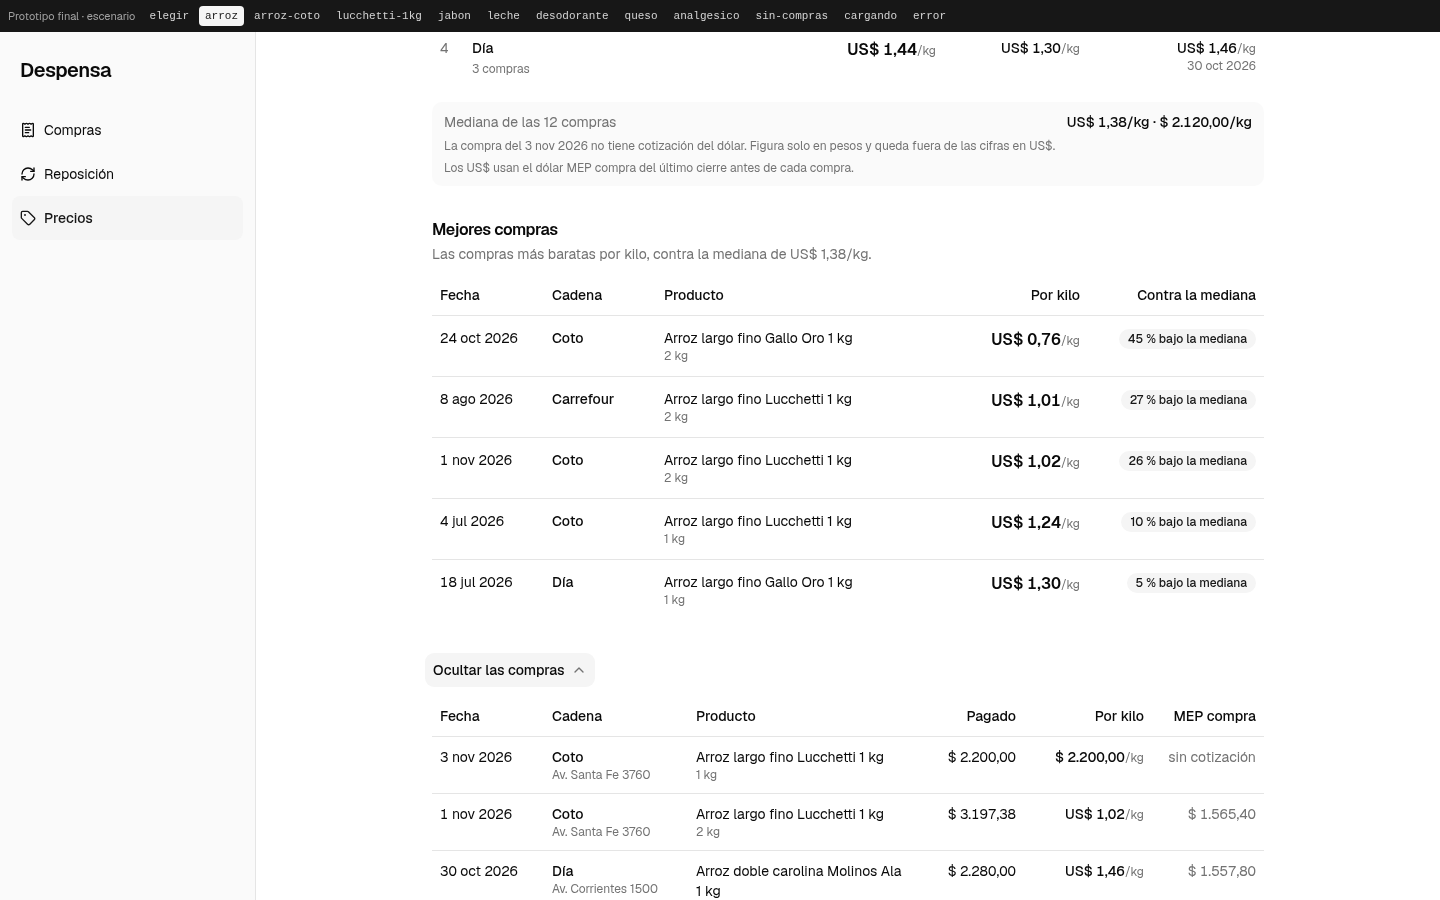 Prototipo final · escenario elegir arroz arroz-coto lucchetti-1kg jabon leche desodorante queso analgesico sin-compras cargando error
Despensa
Compras
Reposición
Precios
4 Día US$ 1,44/kg US$ 1,30/kg US$ 1,46/kg
3 compras 30 oct 2026
Mediana de las 12 compras US$ 1,38/kg · $ 2.120,00/kg
La compra del 3 nov 2026 no tiene cotización del dólar. Figura solo en pesos y queda fuera de las cifras en US$.
Los US$ usan el dólar MEP compra del último cierre antes de cada compra.
Mejores compras
Las compras más baratas por kilo, contra la mediana de US$ 1,38/kg.
Fecha Cadena Producto Por kilo Contra la mediana
24 oct 2026 Coto Arroz largo fino Gallo Oro 1 kg US$ 0,76/kg 45 % bajo la mediana
2 kg
8 ago 2026 Carrefour Arroz largo fino Lucchetti 1 kg US$ 1,01/kg 27 % bajo la mediana
2 kg
1 nov 2026 Coto Arroz largo fino Lucchetti 1 kg US$ 1,02/kg 26 % bajo la mediana
2 kg
4 jul 2026 Coto Arroz largo fino Lucchetti 1 kg US$ 1,24/kg 10 % bajo la mediana
1 kg
18 jul 2026 Día Arroz largo fino Gallo Oro 1 kg US$ 1,30/kg 5 % bajo la mediana
1 kg
Ocultar las compras
Fecha Cadena Producto Pagado Por kilo MEP compra
3 nov 2026 Coto Arroz largo fino Lucchetti 1 kg $ 2.200,00 $ 2.200,00/kg sin cotización
Av. Santa Fe 3760 1 kg
1 nov 2026 Coto Arroz largo fino Lucchetti 1 kg $ 3.197,38 US$ 1,02/kg $ 1.565,40
Av. Santa Fe 3760 2 kg
30 oct 2026 Día Arroz doble carolina Molinos Ala $ 2.280,00 US$ 1,46/kg $ 1.557,80
Av. Corrientes 1500 1 kg